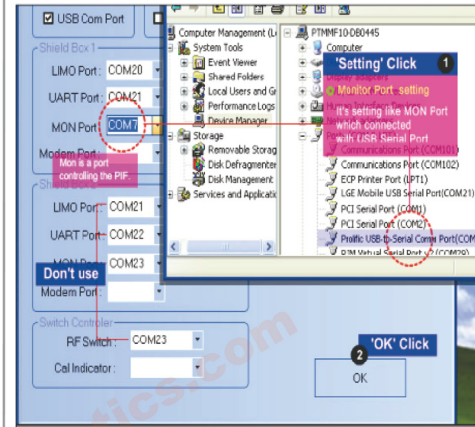 USB Com Port
Shield Box 1
LIMO Port : COM20
UART Port : COM21
MON Port : COM7
Modem Port :
Mon is a port
controlling the PIF.
LIMO Port : COM21
UART Port : COM22
MON Port : COM23
Don't use
Modem Port :
Switch Controler
RF Switch : COM23
Cal Indicator :
Computer Management (L
System Tools
Event Viewer
Shared Folders
Local Users and Gr
Performance Logs
Device Manager
Storage
Removable Storag
Disk Defragmenter
Disk Management
Services and Applicatio
PTMMF10-DB0445
Computer
'Setting' Click 1
Display adapters
Monitor Port setting
It's setting like MON Port
which connected
with USB Serial Port
Communications Port (COM101)
Communications Port (COM102)
ECP Printer Port (LPT1)
LGE Mobile USB Serial Port(COM21)
PCI Serial Port (COM1)
PCI Serial Port (COM2)
Prolific USB-to-Serial Comm Port(COM
'OK' Click
2
OK